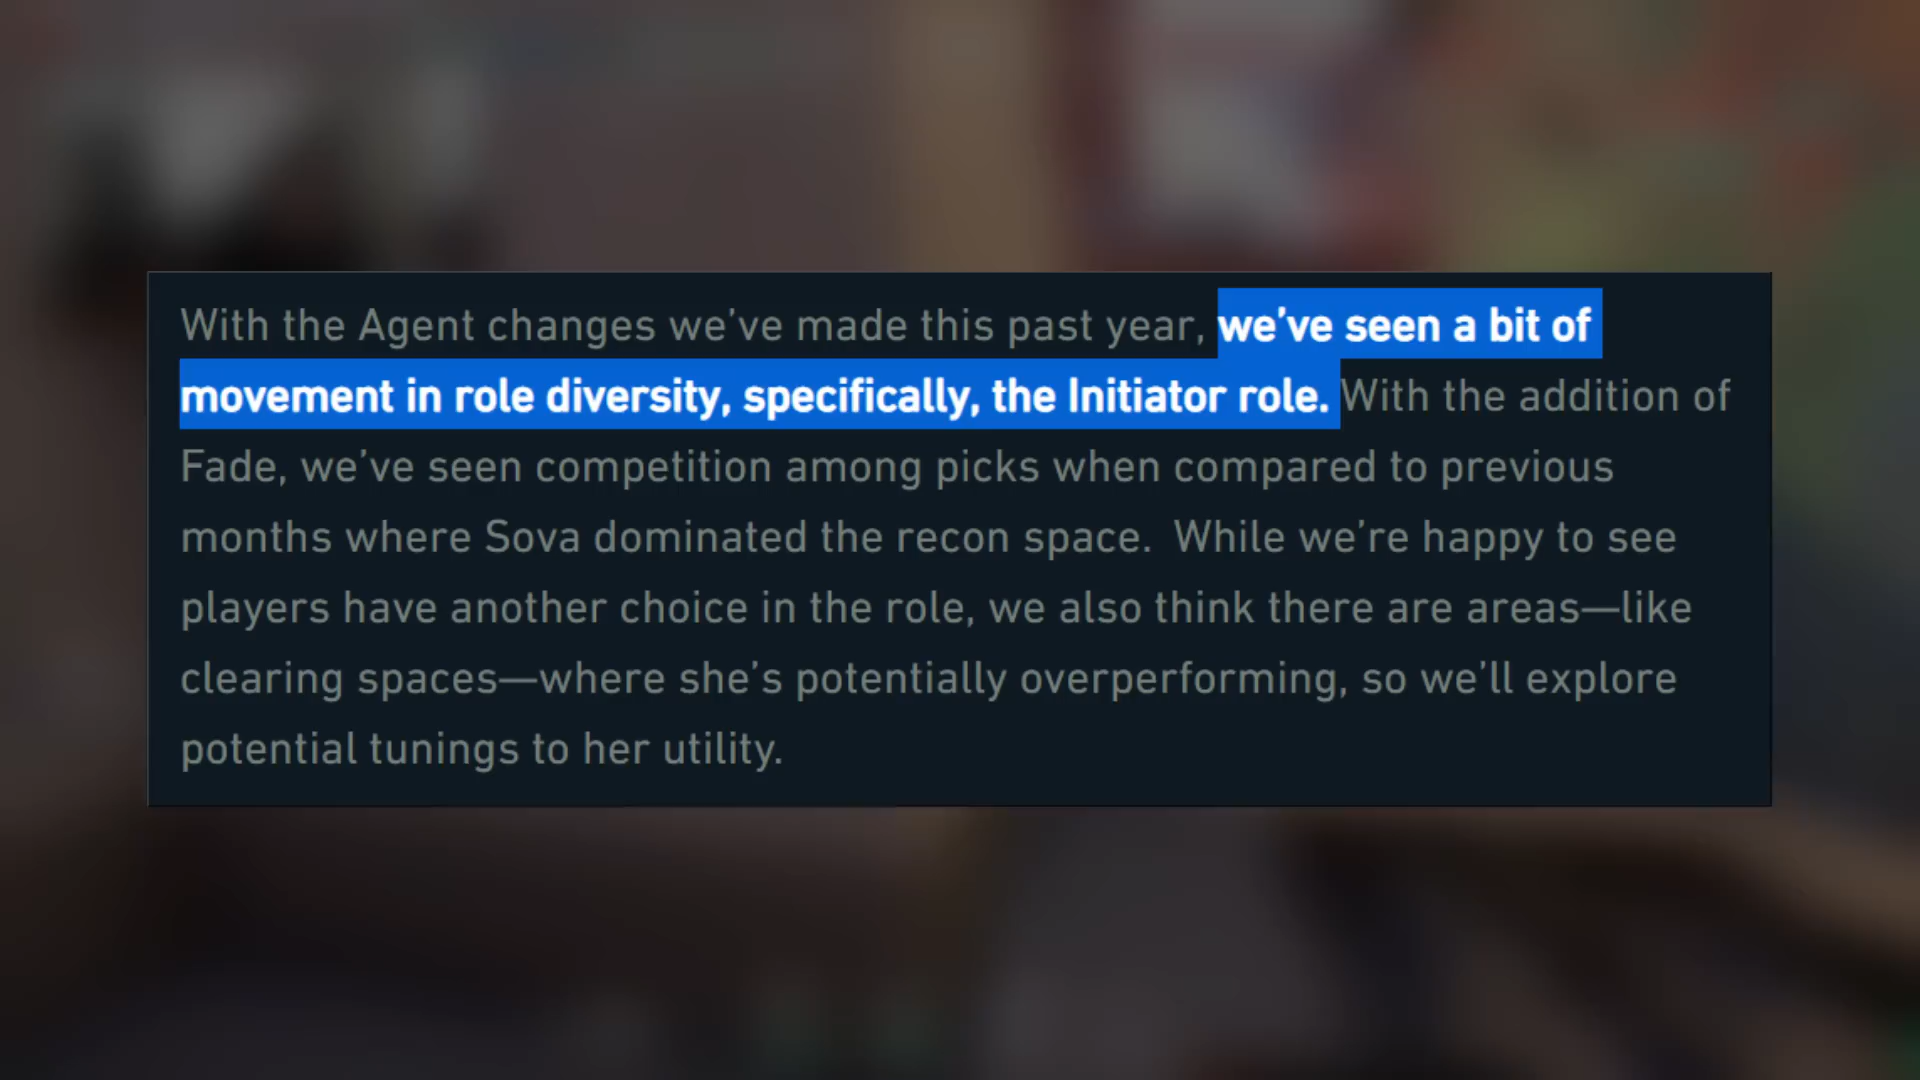 With the Agent changes we’ve made this past year, we’ve seen a bit of
movement in role diversity, specifically, the Initiator role. With the addition of
Fade, we’ve seen competition among picks when compared to previous
months where Sova dominated the recon space.  While we’re happy to see
players have another choice in the role, we also think there are areas—like
clearing spaces—where she’s potentially overperforming, so we’ll explore
potential tunings to her utility.